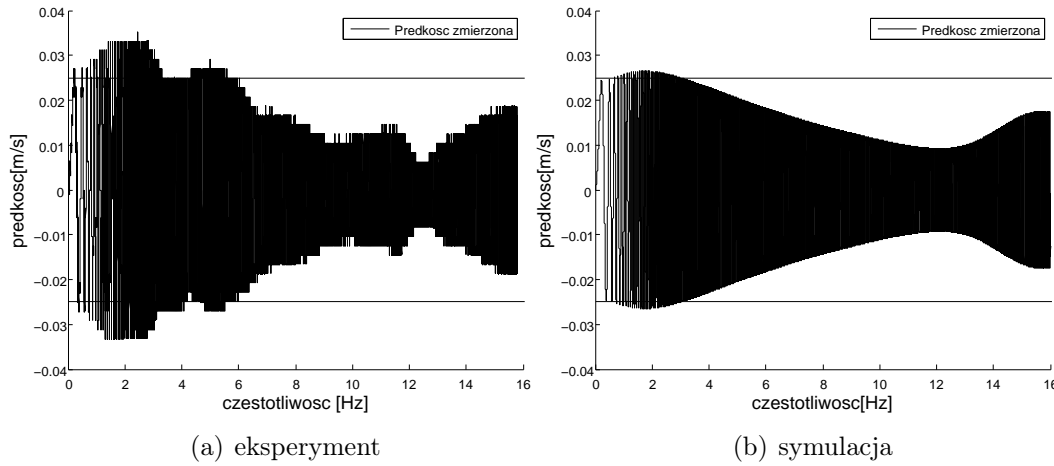 0.04
0.03
0.02
0.01
0
−0.01
−0.02
−0.03
−0.04
predkosc[m/s]
Predkosc zmierzona
0 2 4 6 8 10 12 14 16
czestotliwosc [Hz]
(a) eksperyment
0.04
0.03
0.02
0.01
0
−0.01
−0.02
−0.03
−0.04
predkosc[m/s]
Predkosc zmierzona
0 2 4 6 8 10 12 14 16
czestotliwosc[Hz]
(b) symulacja